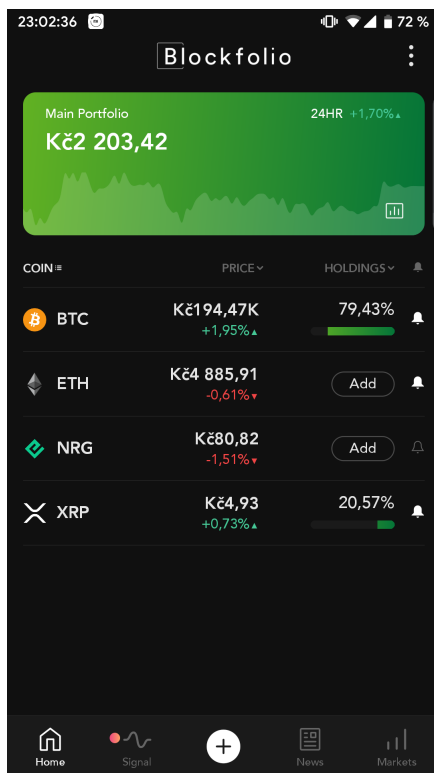 23:02:36 72 %
Blockfolio
Main Portfolio 24HR +1,70%▴
Kč2 203,42
COIN PRICE HOLDINGS
BTC Kč194,47K 79,43%
+1,95%▴
ETH Kč4 885,91 Add
-0,61%▾
NRG Kč80,82 Add
-1,51%▾
XRP Kč4,93 20,57%
+0,73%▴
Home Signal News Markets